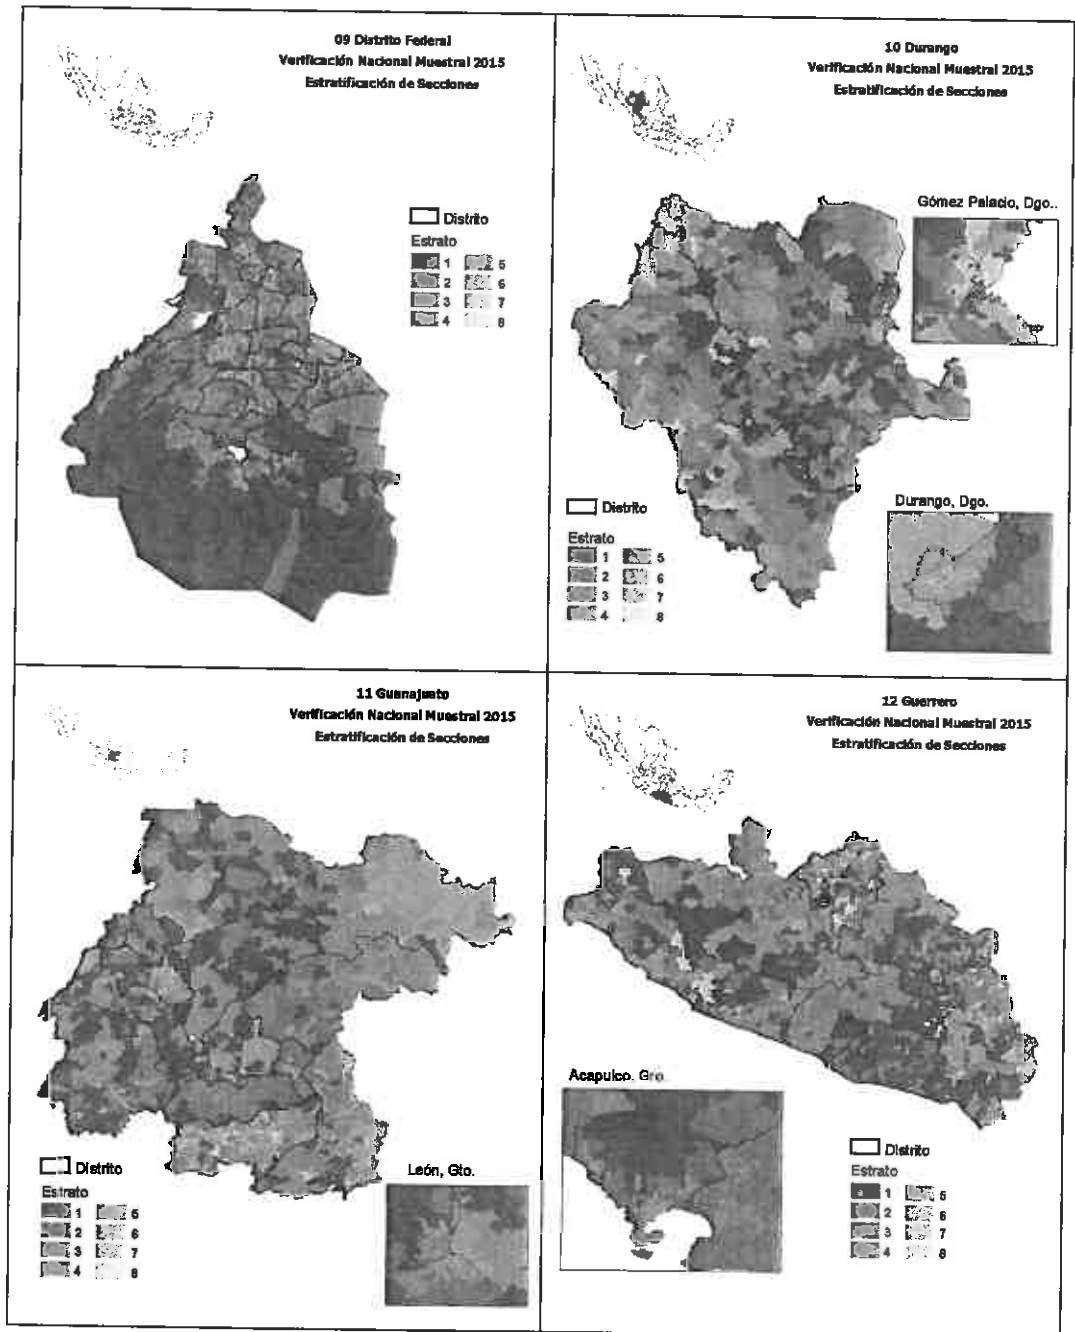 09 Distrito Federal
Verificación Nacional Muestral 2015
Estratificación de Secciones
Distrito
Estrato
1 5
2 6
3 7
4 8
10 Durango
Verificación Nacional Muestral 2015
Estratificación de Secciones
Gómez Palacio, Dgo..
Distrito
Estrato
1 5
2 6
3 7
4 8
Durango, Dgo.
11 Guanajuato
Verificación Nacional Muestral 2015
Estratificación de Secciones
Distrito
Estrato
1 5
2 6
3 7
4 8
León, Gto.
12 Guerrero
Verificación Nacional Muestral 2015
Estratificación de Secciones
Acapulco. Gro.
Distrito
Estrato
1 5
2 6
3 7
4 8